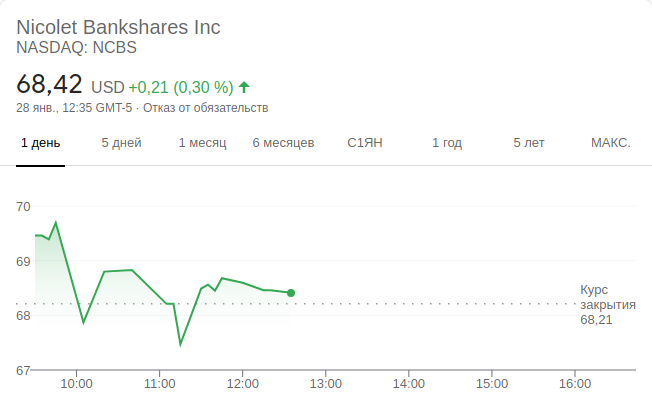 Nicolet Bankshares Inc
NASDAQ: NCBS
68,42 USD +0,21 (0,30 %)
28 янв., 12:35 GMT-5 · Отказ от обязательств
1 день 5 дней 1 месяц 6 месяцев С1ЯН 1 год 5 лет МАКС.
70
69
68
67
Курс
закрытия
68,21
10:00 11:00 12:00 13:00 14:00 15:00 16:00